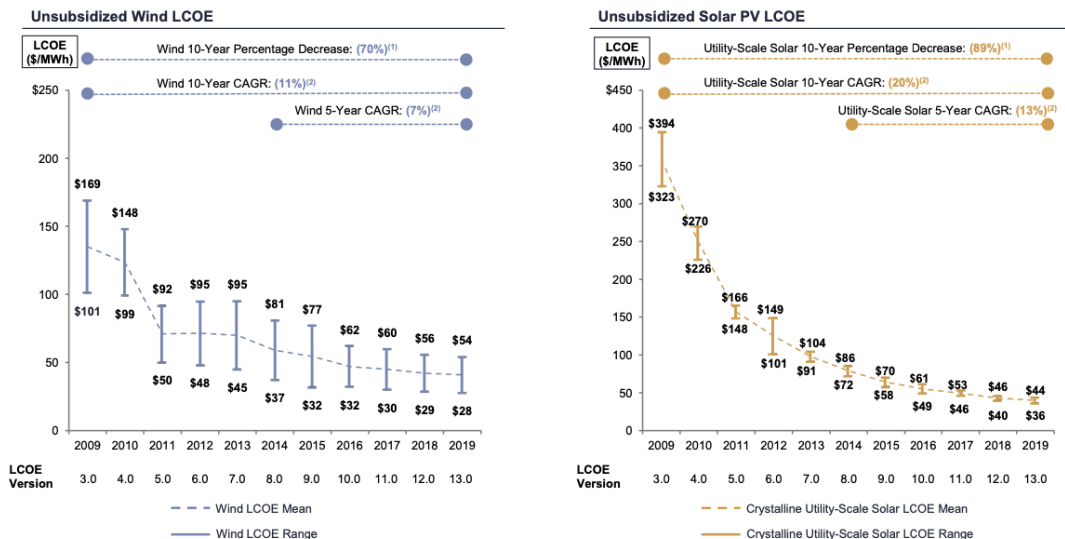 Unsubsidized Wind LCOE
LCOE
($/MWh)
Wind 10-Year Percentage Decrease: (70%)(1)
Wind 10-Year CAGR: (11%)(2)
Wind 5-Year CAGR: (7%)(2)
$250
200
150
100
50
0
$169
$148
$92
$95
$95
$81
$77
$62
$60
$56
$54
$101
$99
$50
$48
$45
$37
$32
$32
$30
$29
$28
2009 2010 2011 2012 2013 2014 2015 2016 2017 2018 2019
LCOE
Version
3.0 4.0 5.0 6.0 7.0 8.0 9.0 10.0 11.0 12.0 13.0
Wind LCOE Mean
Wind LCOE Range
Unsubsidized Solar PV LCOE
LCOE
($/MWh)
Utility-Scale Solar 10-Year Percentage Decrease: (89%)(1)
Utility-Scale Solar 10-Year CAGR: (20%)(2)
Utility-Scale Solar 5-Year CAGR: (13%)(2)
$450
400
350
300
250
200
150
100
50
0
$394
$323
$270
$226
$166
$148
$149
$101
$104
$91
$86
$72
$70
$58
$61
$49
$53
$46
$46
$40
$44
$36
2009 2010 2011 2012 2013 2014 2015 2016 2017 2018 2019
LCOE
Version
3.0 4.0 5.0 6.0 7.0 8.0 9.0 10.0 11.0 12.0 13.0
Crystalline Utility-Scale Solar LCOE Mean
Crystalline Utility-Scale Solar LCOE Range